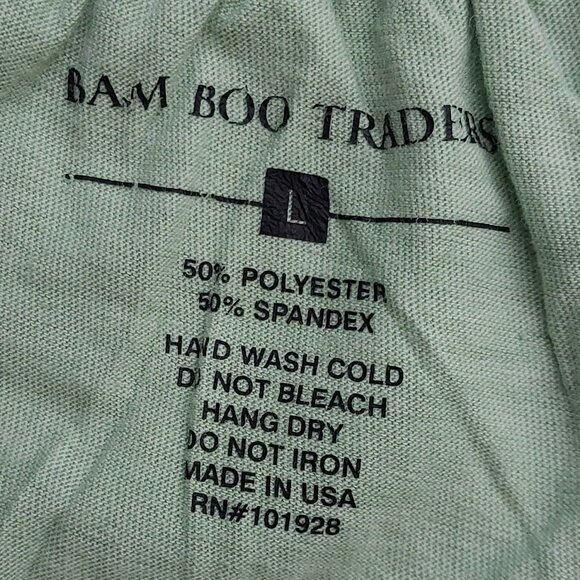 BAM BOO TRADERS
L
50% POLYESTER
50% SPANDEX
HAND WASH COLD
DO NOT BLEACH
HANG DRY
DO NOT IRON
MADE IN USA
RN#101928